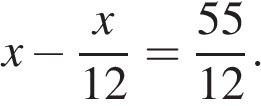 x − x/12 = 55/12.